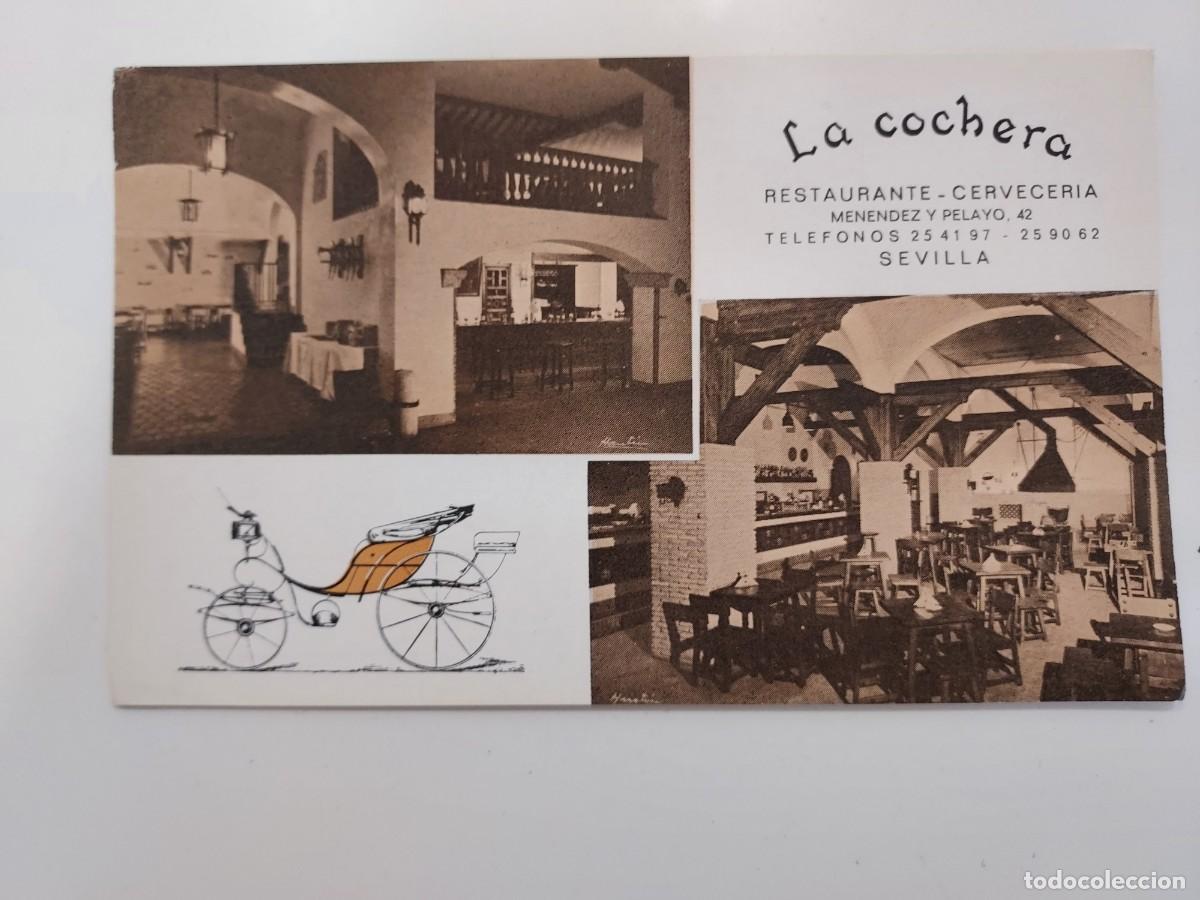 La cochera
RESTAURANTE - CERVECERIA
MENENDEZ Y PELAYO, 42
TELEFONOS 25 41 97 - 25 90 62
SEVILLA
todocoleccion